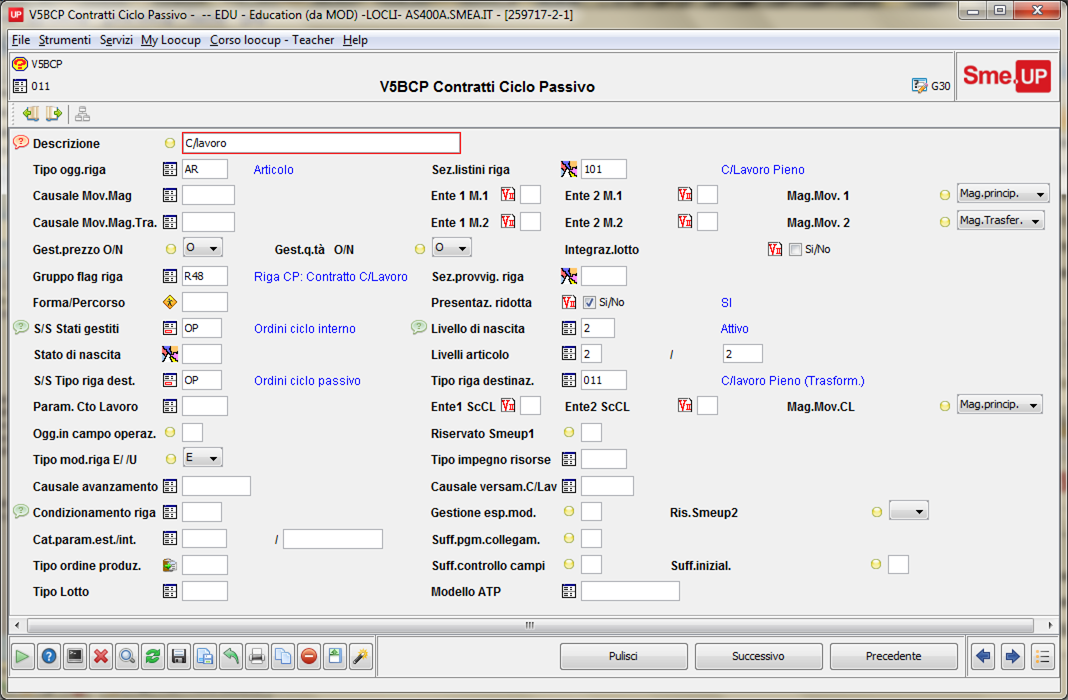 UP V5BCP Contratti Ciclo Passivo - -- EDU - Education (da MOD) -LOCLI- AS400A.SMEA.IT - [259717-2-1]
File Strumenti Servizi My Loocup Corso loocup - Teacher Help
V5BCP
011 V5BCP Contratti Ciclo Passivo G30 Sme.UP
Descrizione C/lavoro
Tipo ogg.riga AR Articolo Sez.listini riga 101 C/Lavoro Pieno
Causale Mov.Mag Ente 1 M.1 Ente 2 M.1 Mag.Mov. 1 Mag.princip.
Causale Mov.Mag.Tra. Ente 1 M.2 Ente 2 M.2 Mag.Mov. 2 Mag.Trasfer.
Gest.prezzo O/N O Gest.q.tà O/N O Integraz.lotto Si/No
Gruppo flag riga R48 Riga CP: Contratto C/Lavoro Sez.provvig. riga
Forma/Percorso Presentaz. ridotta Si/No SI
S/S Stati gestiti OP Ordini ciclo interno Livello di nascita 2 Attivo
Stato di nascita Livelli articolo 2 / 2
S/S Tipo riga dest. OP Ordini ciclo passivo Tipo riga destinaz. 011 C/lavoro Pieno (Trasform.)
Param. Cto Lavoro Ente1 ScCL Ente2 ScCL Mag.Mov.CL Mag.princip.
Ogg.in campo operaz. Riservato Smeup1
Tipo mod.riga E/ /U E Tipo impegno risorse
Causale avanzamento Causale versam.C/Lav
Condizionamento riga Gestione esp.mod. Ris.Smeup2
Cat.param.est./int. / Suff.pgm.collegam.
Tipo ordine produz. Suff.controllo campi Suff.inizial.
Tipo Lotto Modello ATP
Pulisci Successivo Precedente